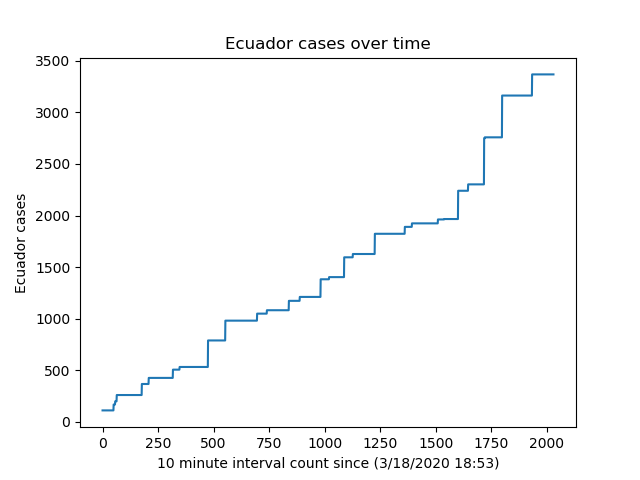 Ecuador cases over time
3500
3000
2500
2000
1500
1000
500
0
Ecuador cases
0 250 500 750 1000 1250 1500 1750 2000
10 minute interval count since (3/18/2020 18:53)